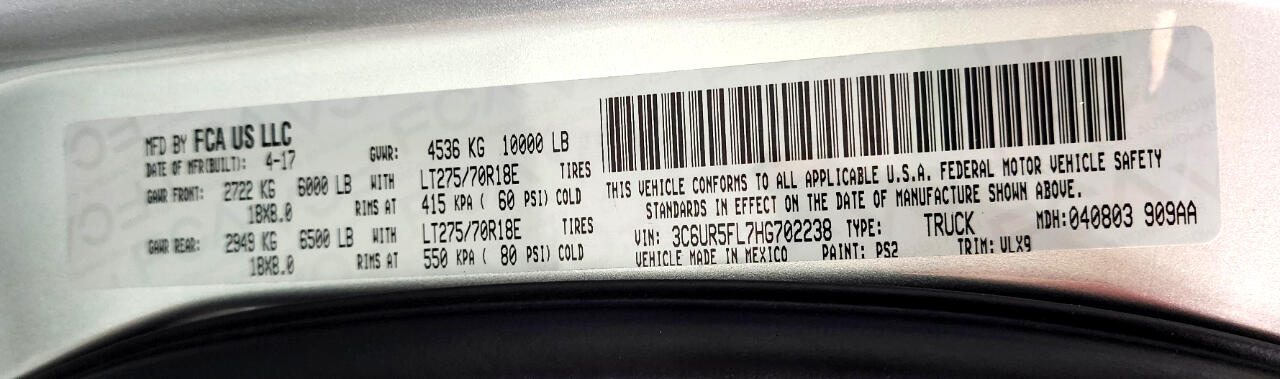 MFD BY FCA US LLC
DATE OF MFR(BUILT): 4-17 GVWR: 4536 KG 10000 LB
GAWR FRONT: 2722 KG 6000 LB WITH LT275/70R18E TIRES
18X8.0 RIMS AT 415 KPA ( 60 PSI) COLD
GAWR REAR: 2949 KG 6500 LB WITH LT275/70R18E TIRES
18X8.0 RIMS AT 550 KPA ( 80 PSI) COLD
THIS VEHICLE CONFORMS TO ALL APPLICABLE U.S.A. FEDERAL MOTOR VEHICLE SAFETY
STANDARDS IN EFFECT ON THE DATE OF MANUFACTURE SHOWN ABOVE.
VIN: 3C6UR5FL7HG702238 TYPE: TRUCK MDH:040803 909AA
VEHICLE MADE IN MEXICO PAINT: PS2 TRIM: VLX9